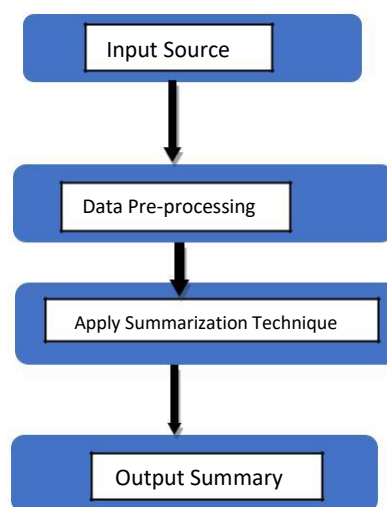 Input Source
Data Pre-processing
Apply Summarization Technique
Output Summary